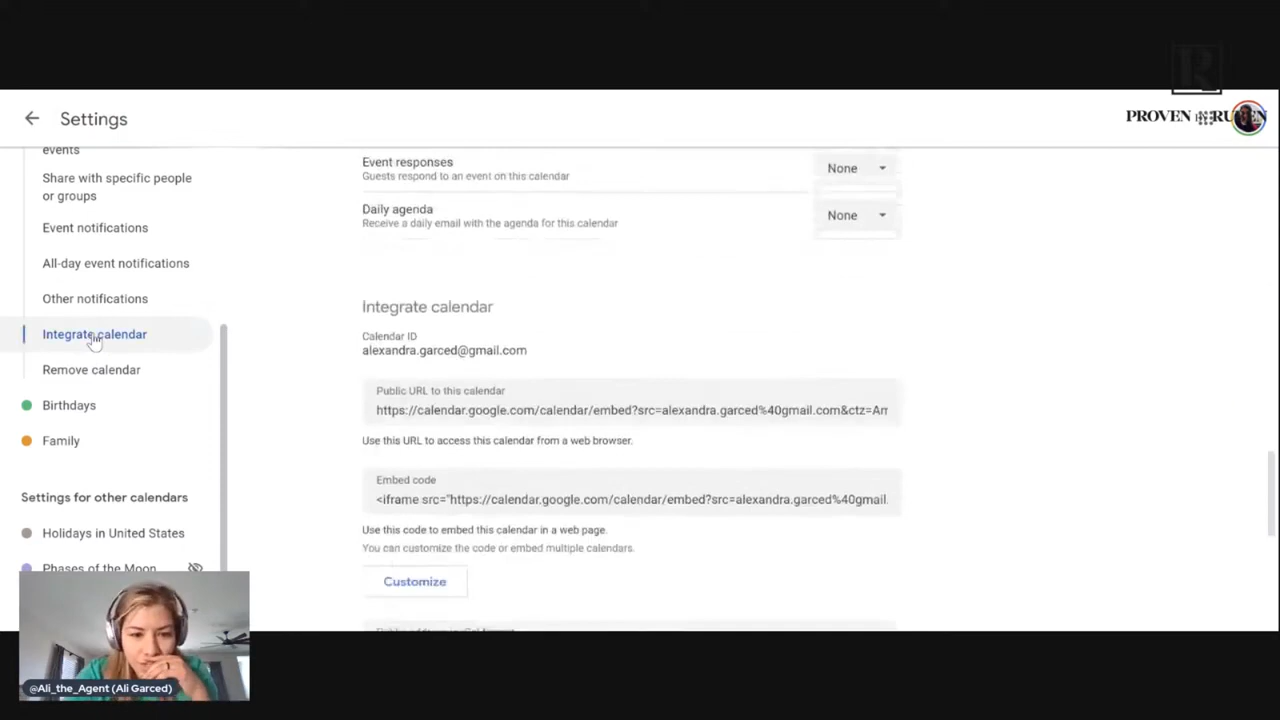 PROVEN BY RUBEN
Settings
events
Share with specific people
or groups
Event notifications
All-day event notifications
Other notifications
Integrate calendar
Remove calendar
Birthdays
Family
Settings for other calendars
Holidays in United States
Phases of the Moon
Event responses
Guests respond to an event on this calendar
None
Daily agenda
Receive a daily email with the agenda for this calendar
None
Integrate calendar
Calendar ID
alexandra.garced@gmail.com
Public URL to this calendar
https://calendar.google.com/calendar/embed?src=alexandra.garced%40gmail.com&ctz=Am
Use this URL to access this calendar from a web browser.
Embed code
<iframe src="https://calendar.google.com/calendar/embed?src=alexandra.garced%40gmail.
Use this code to embed this calendar in a web page.
You can customize the code or embed multiple calendars.
Customize
@Ali_the_Agent (Ali Garced)